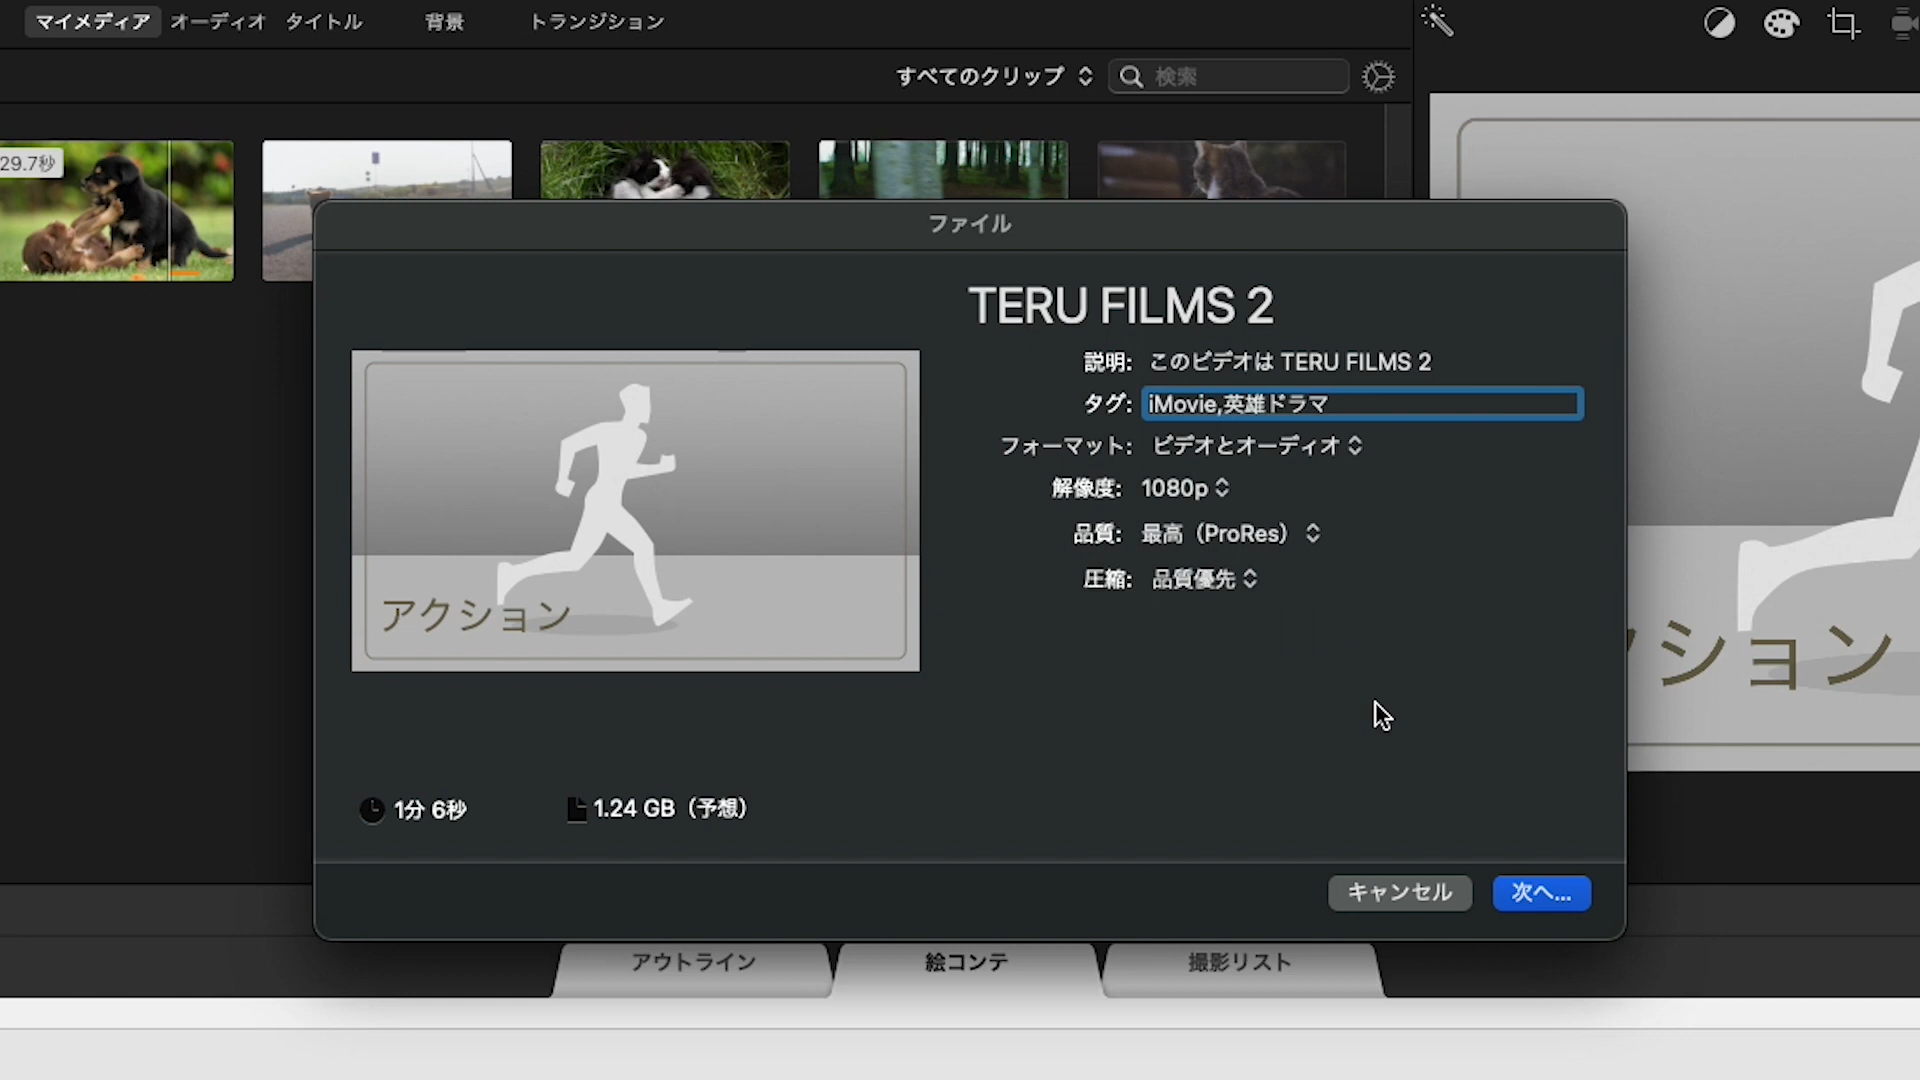 マイメディア オーディオ タイトル 背景 トランジション
すべてのクリップ 検索
29.7秒
ファイル
TERU FILMS 2
説明: このビデオは TERU FILMS 2
タグ: iMovie,英雄ドラマ
フォーマット: ビデオとオーディオ
解像度: 1080p
品質: 最高（ProRes）
圧縮: 品質優先
アクション
クション
1分 6秒 1.24 GB（予想）
キャンセル 次へ...
アウトライン 絵コンテ 撮影リスト